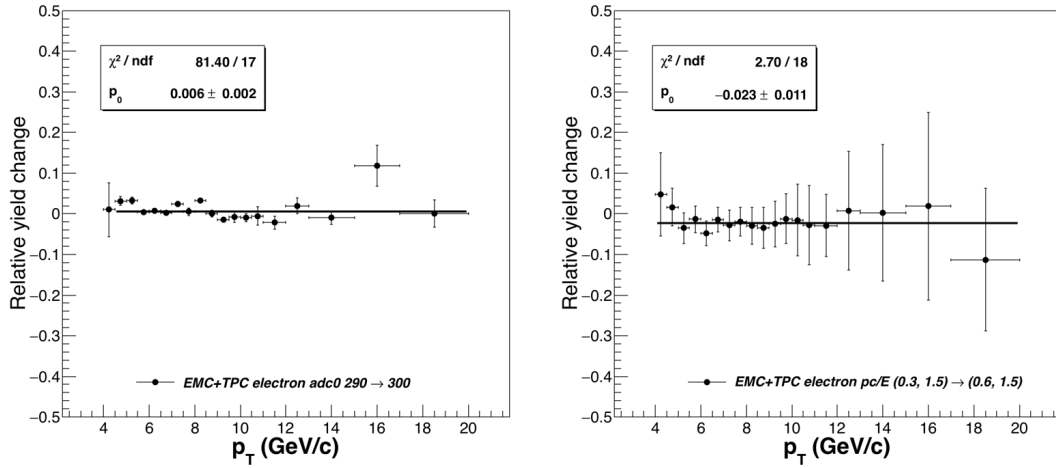 0.5
0.4
0.3
0.2
0.1
0
−0.1
−0.2
−0.3
−0.4
−0.5
Relative yield change
χ² / ndf 81.40 / 17
p₀ 0.006 ± 0.002
EMC+TPC electron adc0 290 → 300
4 6 8 10 12 14 16 18 20
p_T (GeV/c)
0.5
0.4
0.3
0.2
0.1
0
−0.1
−0.2
−0.3
−0.4
−0.5
Relative yield change
χ² / ndf 2.70 / 18
p₀ −0.023 ± 0.011
EMC+TPC electron pc/E (0.3, 1.5) → (0.6, 1.5)
4 6 8 10 12 14 16 18 20
p_T (GeV/c)